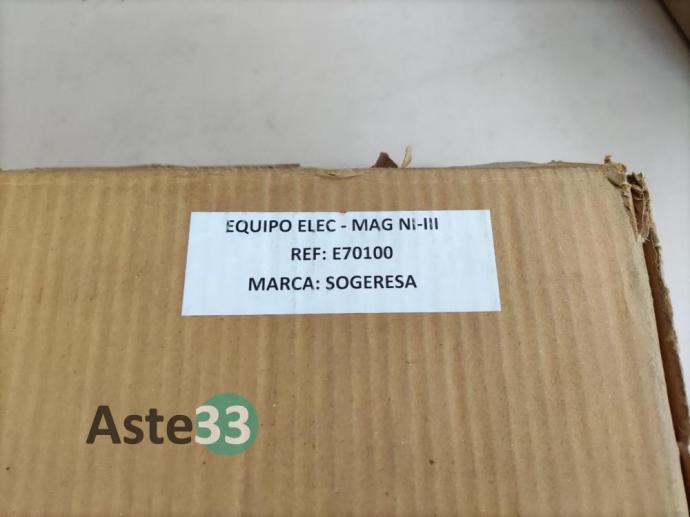 EQUIPO ELEC - MAG NI-III
REF: E70100
MARCA: SOGERESA
Aste33